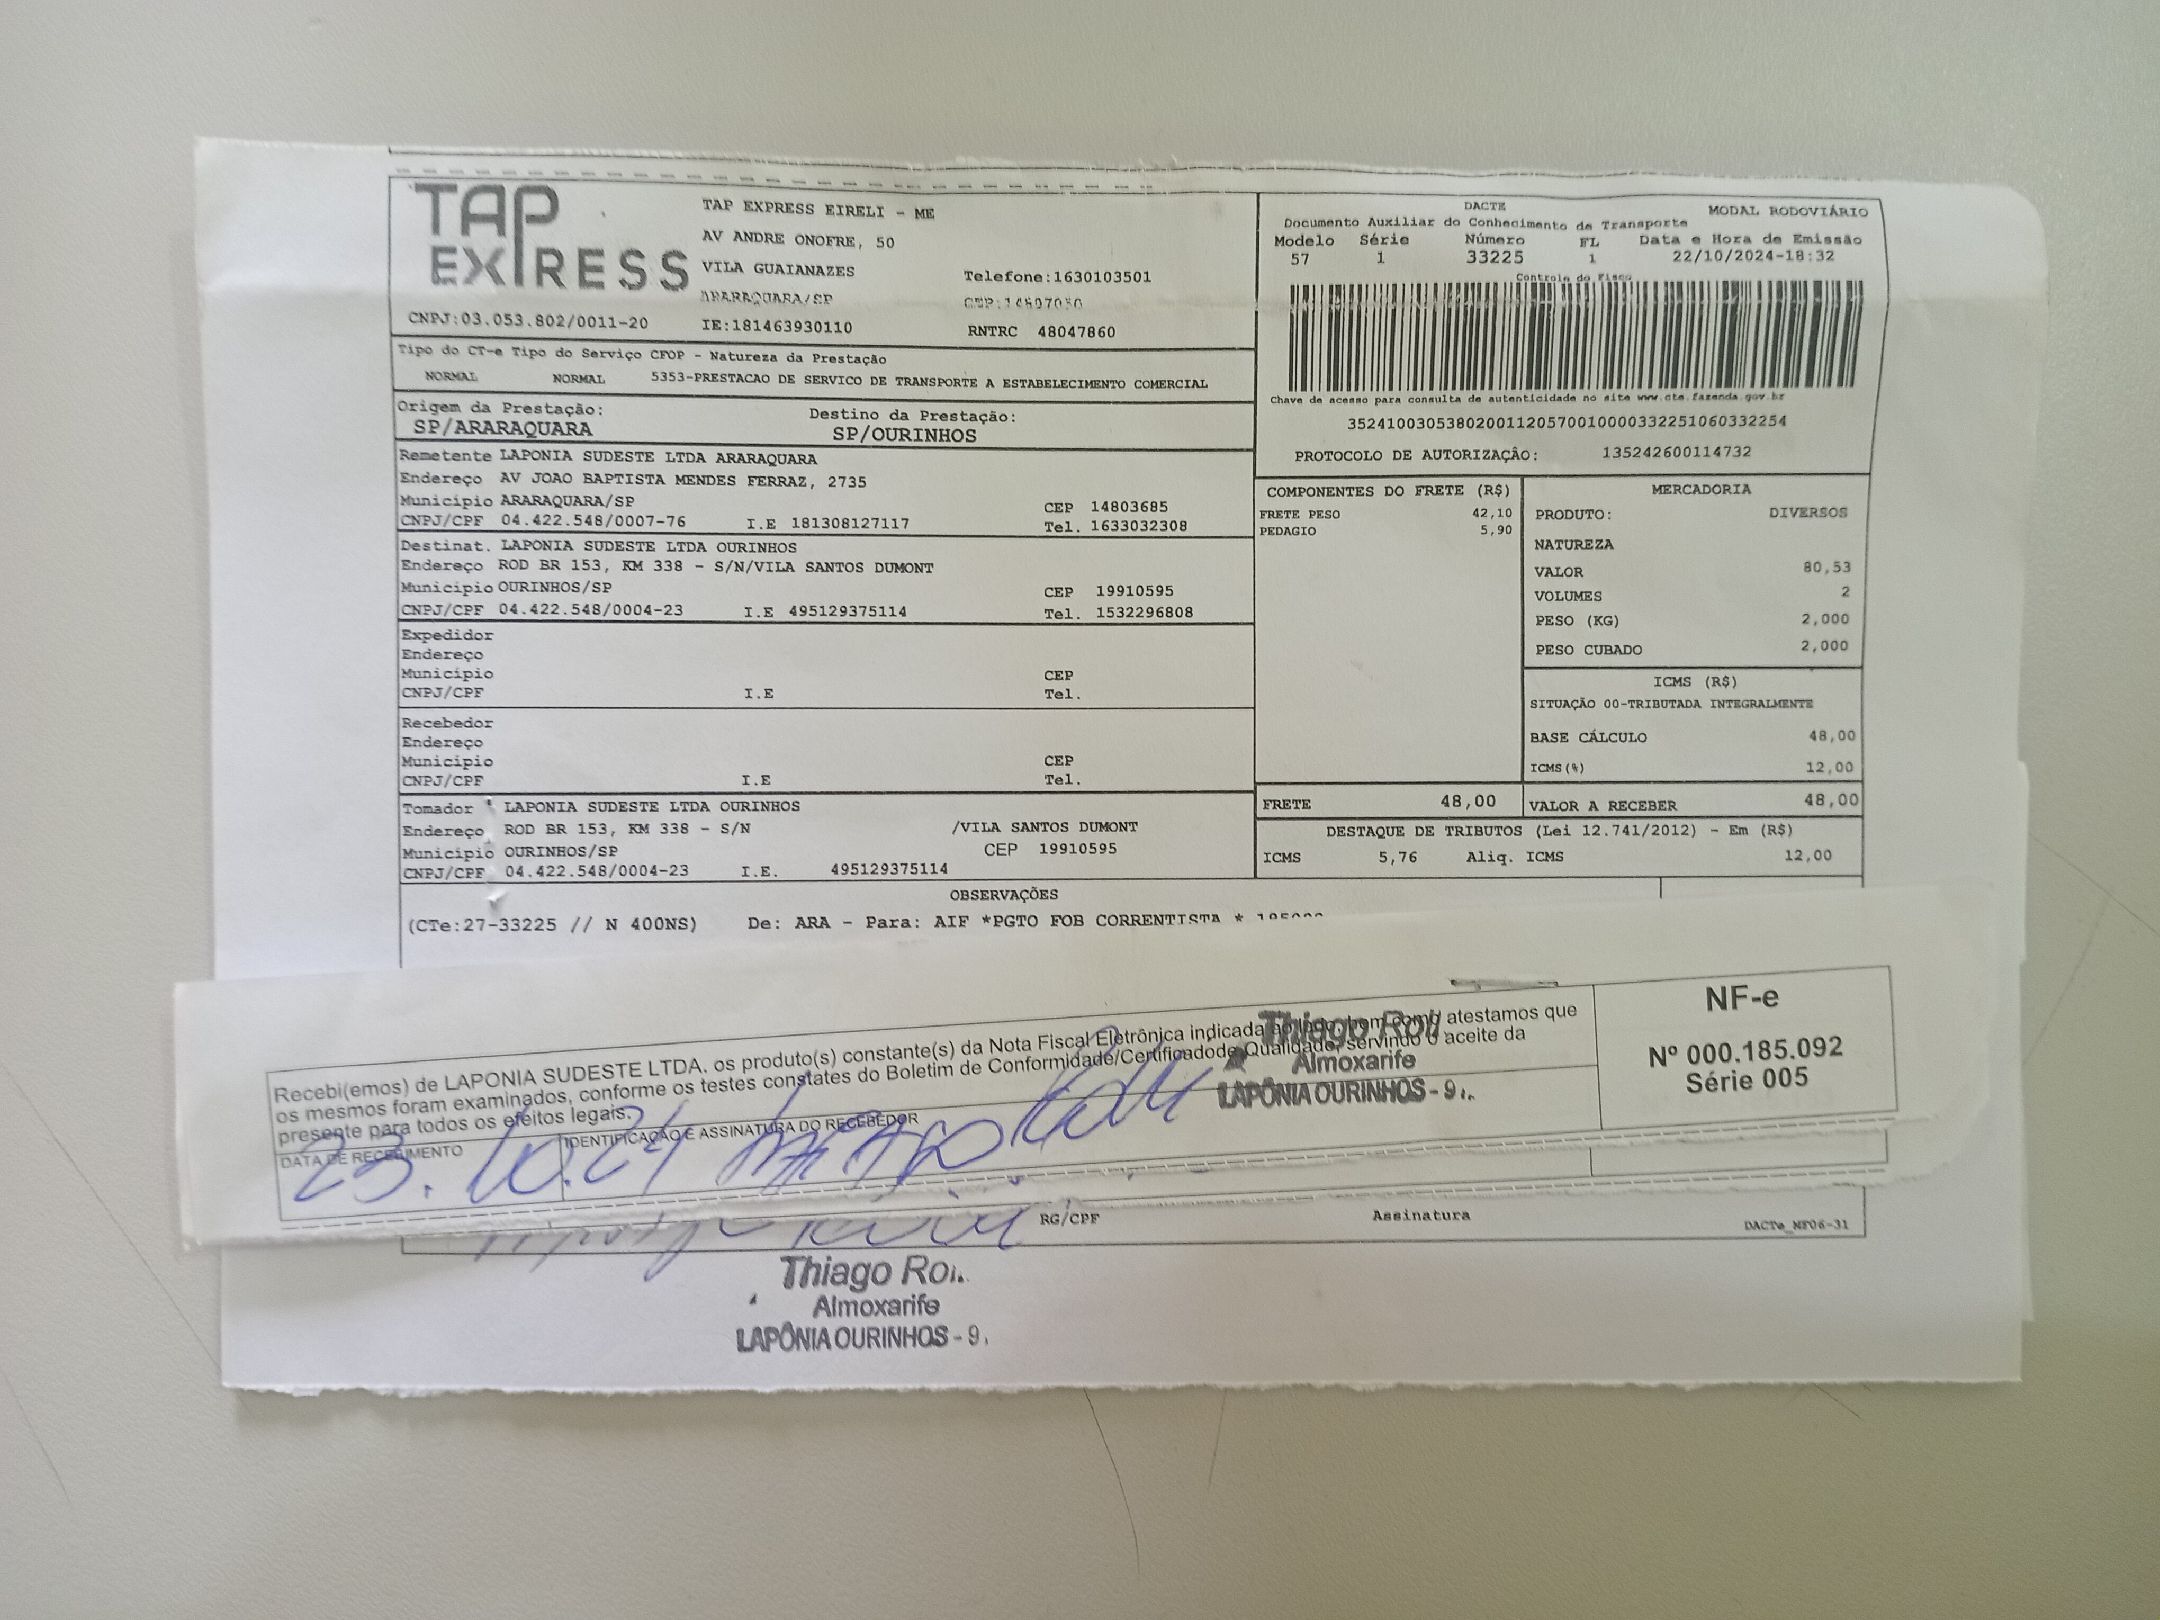 TAP EXPRESS
TAP EXPRESS EIRELI - ME
AV ANDRE ONOFRE, 50
VILA GUAIANAZES Telefone:1630103501
ARARAQUARA/SP
CNPJ:03.053.802/0011-20 IE:181463930110 RNTRC 48047860
DACTE MODAL RODOVIÁRIO
Documento Auxiliar do Conhecimento de Transporte
Modelo Série Número FL Data e Hora de Emissão
57 1 33225 1 22/10/2024-18:32
Controle do Fisco
Chave de acesso para consulta de autenticidade no site www.cte.fazenda.gov.br
35241003053802001120570010000332251060332254
PROTOCOLO DE AUTORIZAÇÃO: 135242600114732
Tipo do CT-e Tipo do Serviço CFOP - Natureza da Prestação
NORMAL NORMAL 5353-PRESTACAO DE SERVICO DE TRANSPORTE A ESTABELECIMENTO COMERCIAL
Origem da Prestação: Destino da Prestação:
SP/ARARAQUARA SP/OURINHOS
Remetente LAPONIA SUDESTE LTDA ARARAQUARA
Endereço AV JOAO BAPTISTA MENDES FERRAZ, 2735
Município ARARAQUARA/SP CEP 14803685
CNPJ/CPF 04.422.548/0007-76 I.E 181308127117 Tel. 1633032308
Destinat. LAPONIA SUDESTE LTDA OURINHOS
Endereço ROD BR 153, KM 338 - S/N/VILA SANTOS DUMONT
Município OURINHOS/SP CEP 19910595
CNPJ/CPF 04.422.548/0004-23 I.E 495129375114 Tel. 1532296808
Expedidor
Endereço
Município CEP
CNPJ/CPF I.E Tel.
Recebedor
Endereço
Município CEP
CNPJ/CPF I.E Tel.
Tomador LAPONIA SUDESTE LTDA OURINHOS
Endereço ROD BR 153, KM 338 - S/N /VILA SANTOS DUMONT
Município OURINHOS/SP CEP 19910595
CNPJ/CPF 04.422.548/0004-23 I.E. 495129375114
COMPONENTES DO FRETE (R$)
FRETE PESO 42,10
PEDAGIO 5,90
MERCADORIA
PRODUTO: DIVERSOS
NATUREZA
VALOR 80,53
VOLUMES 2
PESO (KG) 2,000
PESO CUBADO 2,000
ICMS (R$)
SITUAÇÃO 00-TRIBUTADA INTEGRALMENTE
BASE CÁLCULO 48,00
ICMS(%) 12,00
FRETE 48,00 VALOR A RECEBER 48,00
DESTAQUE DE TRIBUTOS (Lei 12.741/2012) - Em (R$)
ICMS 5,76 Aliq. ICMS 12,00
OBSERVAÇÕES
(CTe:27-33225 // N 400NS) De: ARA - Para: AIF *PGTO FOB CORRENTISTA *
Recebi(emos) de LAPONIA SUDESTE LTDA. os produto(s) constante(s) da Nota Fiscal Eletrônica indicada ao lado, bem como atestamos que
os mesmos foram examinados, conforme os testes constates do Boletim de Conformidade/Certificadode Qualidade, servindo o aceite da
presente para todos os efeitos legais.
DATA DE RECEBIMENTO IDENTIFICAÇÃO E ASSINATURA DO RECEBEDOR
23.10.24
Thiago
Almoxarife
LAPÔNIA OURINHOS - 9
NF-e
Nº 000.185.092
Série 005
RG/CPF Assinatura DACTe_NF06-31
Thiago
Almoxarife
LAPÔNIA OURINHOS - 9